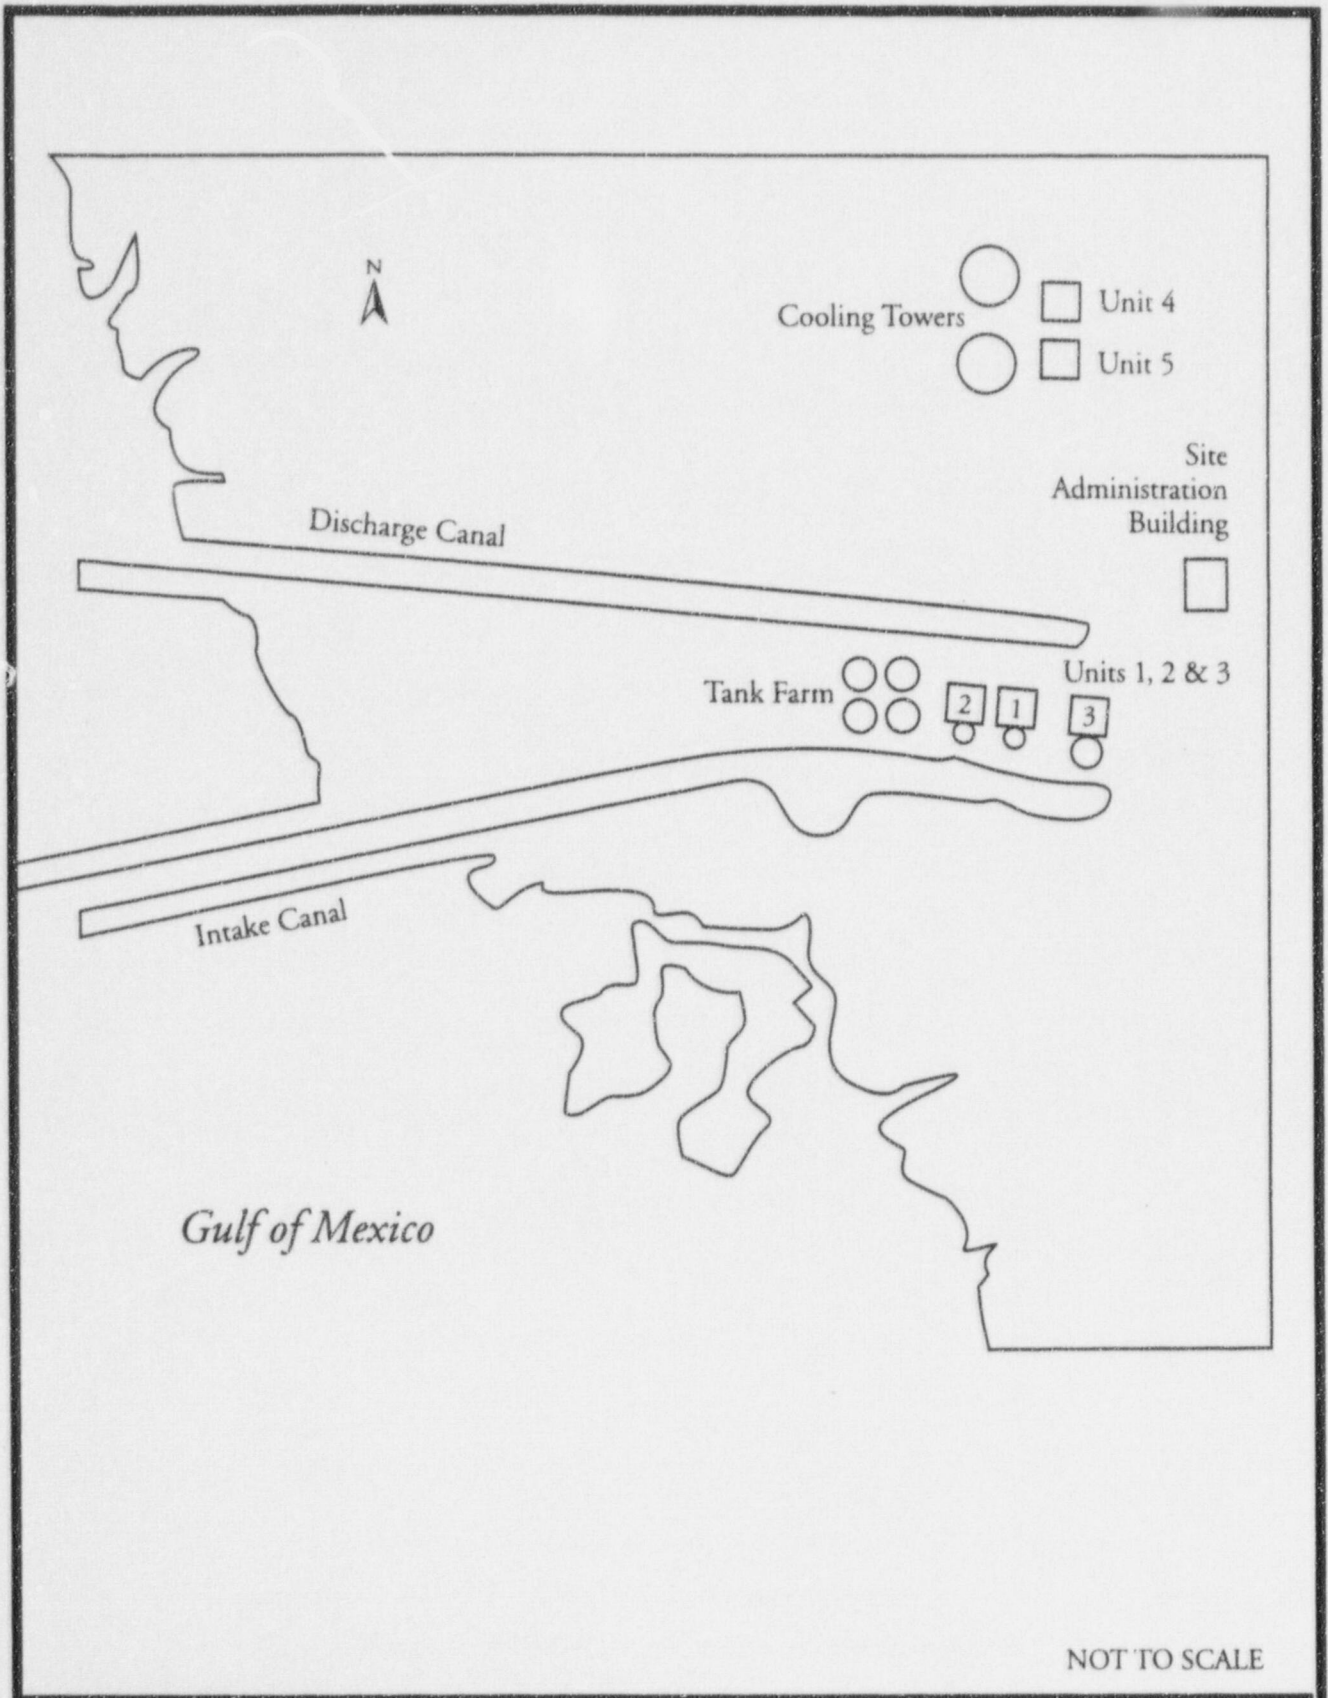 N
Cooling Towers
Unit 4
Unit 5
Site
Administration
Building
Discharge Canal
Units 1, 2 & 3
Tank Farm
2
1
3
Intake Canal
Gulf of Mexico
NOT TO SCALE